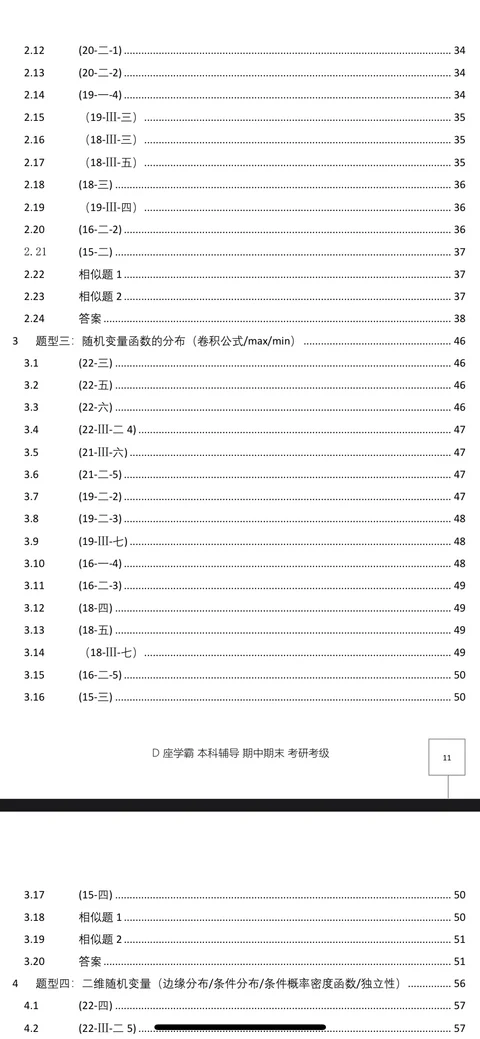 2.12 (20-二-1) 34
2.13 (20-二-2) 34
2.14 (19-一-4) 34
2.15 （19-III-三） 35
2.16 （18-III-三） 35
2.17 （18-III-五） 35
2.18 (18-三) 36
2.19 （19-III-四） 36
2.20 (16-二-2) 36
2.21 (15-二) 37
2.22 相似题 1 37
2.23 相似题 2 37
2.24 答案 38
3 题型三：随机变量函数的分布（卷积公式/max/min） 46
3.1 (22-三) 46
3.2 (22-五) 46
3.3 (22-六) 46
3.4 (22-III-二 4) 47
3.5 (21-III-六) 47
3.6 (21-二-5) 47
3.7 (19-二-2) 47
3.8 (19-二-3) 48
3.9 (19-III-七) 48
3.10 (16-一-4) 48
3.11 (16-二-3) 49
3.12 (18-四) 49
3.13 (18-五) 49
3.14 （18-III-七） 49
3.15 (16-二-5) 50
3.16 (15-三) 50
D 座学霸 本科辅导 期中期末 考研考级
11
3.17 (15-四) 50
3.18 相似题 1 50
3.19 相似题 2 51
3.20 答案 51
4 题型四：二维随机变量（边缘分布/条件分布/条件概率密度函数/独立性） 56
4.1 (22-四) 57
4.2 (22-III-二 5) 57